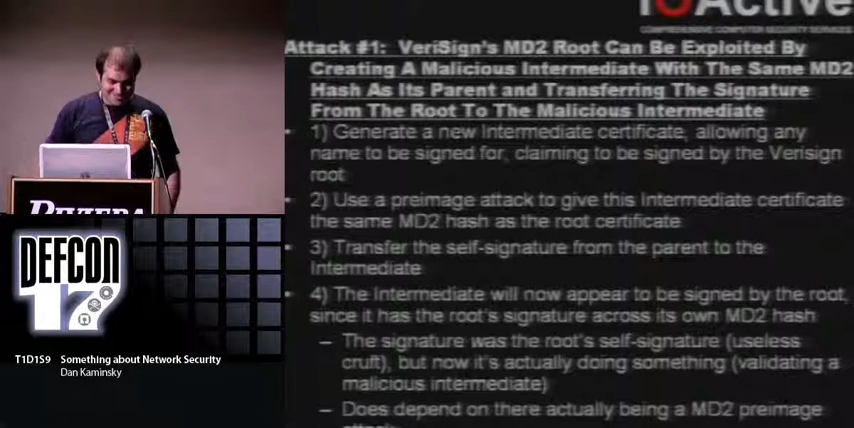 IOActive
COMPREHENSIVE COMPUTER SECURITY SERVICES
Attack #1: VeriSign's MD2 Root Can Be Exploited By
Creating A Malicious Intermediate With The Same MD2
Hash As Its Parent and Transferring The Signature
From The Root To The Malicious Intermediate
1) Generate a new Intermediate certificate, allowing any
name to be signed for, claiming to be signed by the Verisign
root
2) Use a preimage attack to give this Intermediate certificate
the same MD2 hash as the root certificate
3) Transfer the self-signature from the parent to the
Intermediate
4) The Intermediate will now appear to be signed by the root,
since it has the root's signature across its own MD2 hash
– The signature was the root's self-signature (useless
cruft), but now it's actually doing something (validating a
malicious intermediate)
– Does depend on there actually being a MD2 preimage
attack
RIVIERA
DEFCON
17
T1D1S9 Something about Network Security
Dan Kaminsky